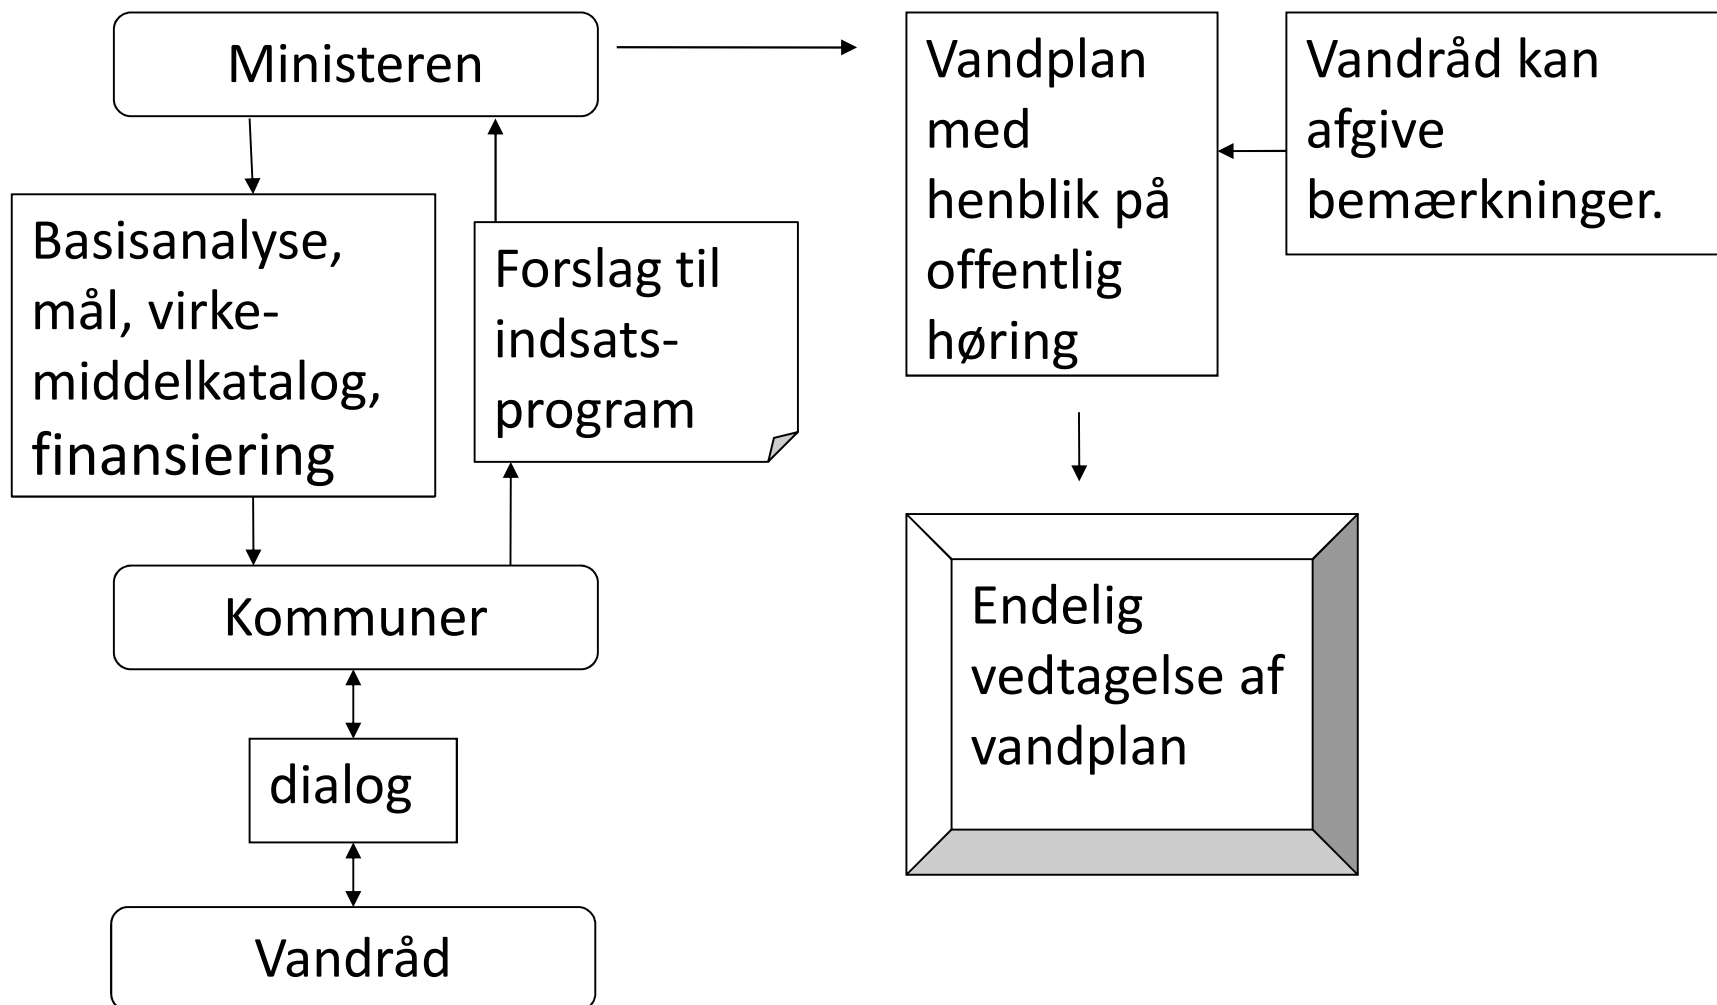 Ministeren
Basisanalyse,
mål, virke-
middelkatalog,
finansiering
Forslag til
indsats-
program
Kommuner
dialog
Vandråd
Vandplan
med
henblik på
offentlig
høring
Vandråd kan
afgive
bemærkninger.
Endelig
vedtagelse af
vandplan